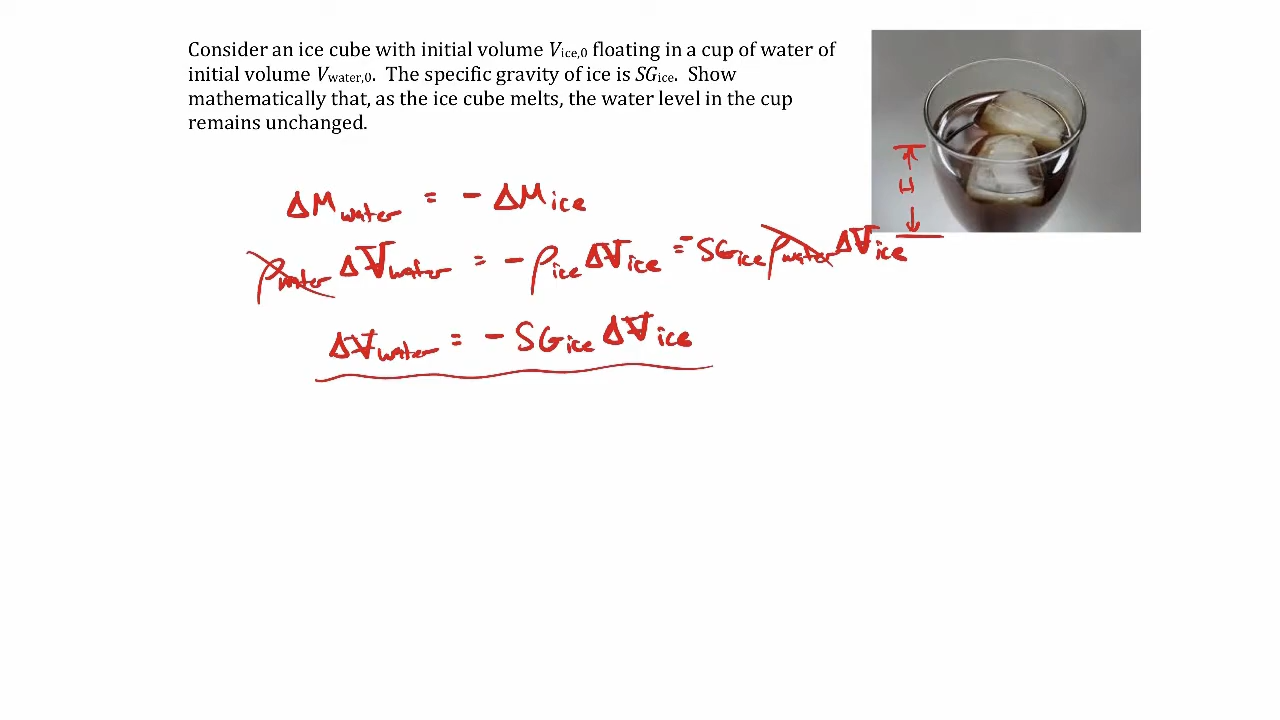 Consider an ice cube with initial volume Vice,0 floating in a cup of water of
initial volume Vwater,0. The specific gravity of ice is SGice. Show
mathematically that, as the ice cube melts, the water level in the cup
remains unchanged.
H
ΔMwater = - ΔMice
ρwater ΔVwater = - ρice ΔVice = -SGice ρwater ΔVice
ΔVwater = - SGice ΔVice